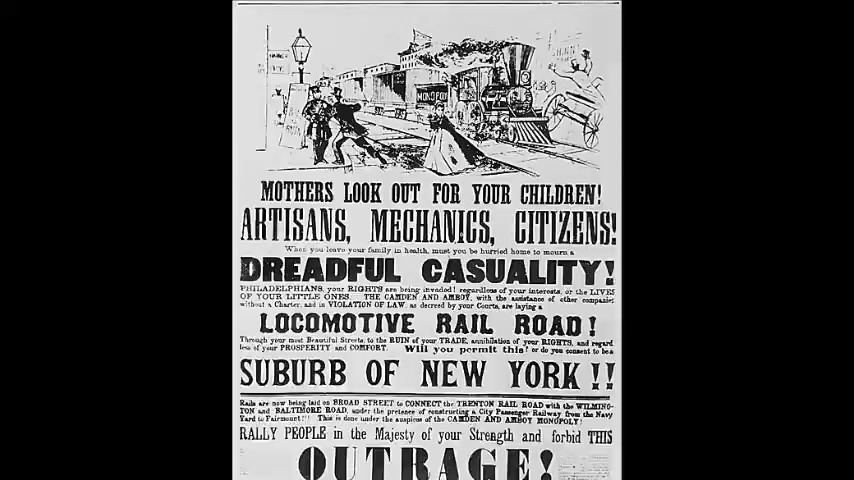 MONOPOLY
MOTHERS LOOK OUT FOR YOUR CHILDREN!
ARTISANS, MECHANICS, CITIZENS!
When you leave your family in health, must you be hurried home to mourn a
DREADFUL CASUALITY!
PHILADELPHIANS, your RIGHTS are being invaded! regardless of your interests, or the LIVES
OF YOUR LITTLE ONES. THE CAMDEN AND AMBOY, with the assistance of other companies
without a Charter, and in VIOLATION OF LAW, as decreed by your Courts, are laying a
LOCOMOTIVE RAIL ROAD!
Through your most Beautiful Streets, to the RUIN of your TRADE, annihilation of your RIGHTS, and regard
less of your PROSPERITY and COMFORT. Will you permit this? or do you consent to be a
SUBURB OF NEW YORK!!
Rails are now being laid on BROAD STREET to CONNECT the TRENTON RAIL ROAD with the WILMING-
TON and BALTIMORE ROAD, under the pretence of constructing a City Passenger Railway from the Navy
Yard to Fairmount!!! This is done under the auspices of the CAMDEN AND AMBOY MONOPOLY!
RALLY PEOPLE in the Majesty of your Strength and forbid THIS
OUTRAGE!